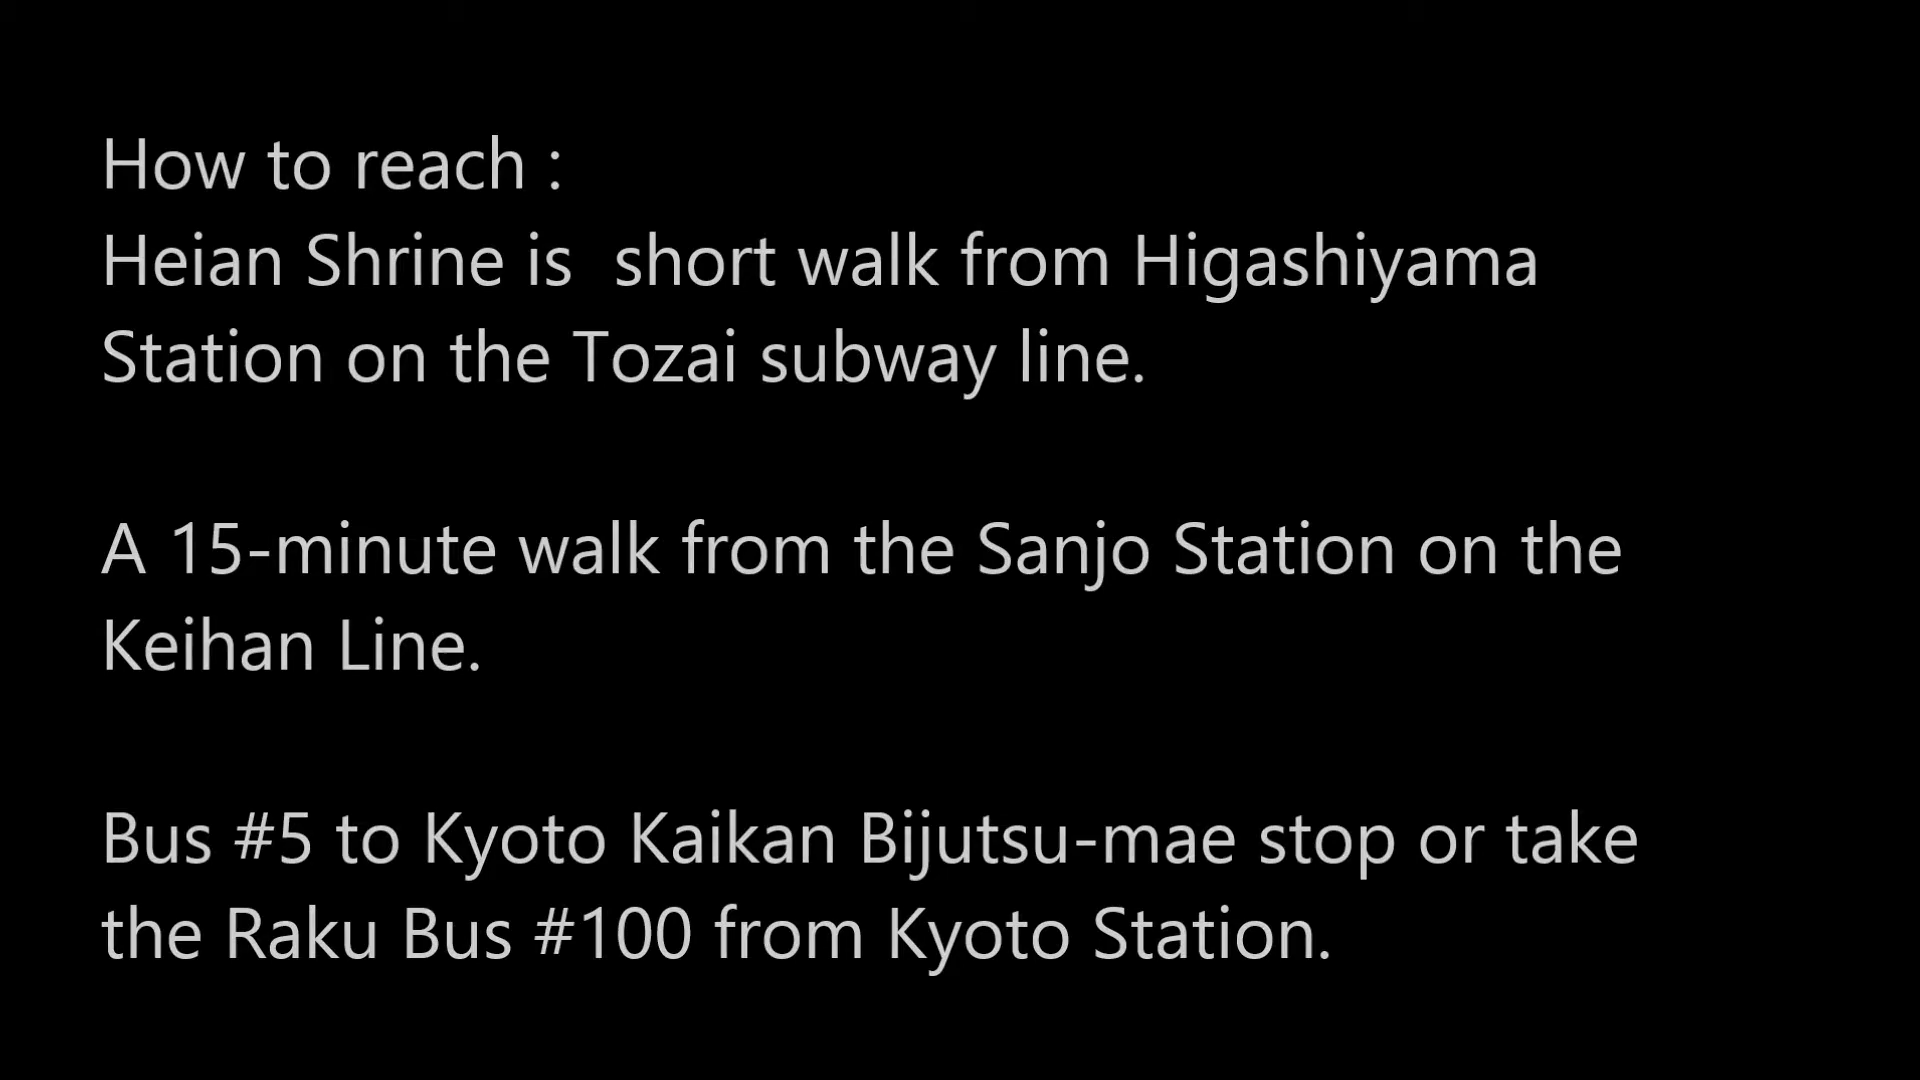 How to reach :
Heian Shrine is  short walk from Higashiyama
Station on the Tozai subway line.
A 15-minute walk from the Sanjo Station on the
Keihan Line.
Bus #5 to Kyoto Kaikan Bijutsu-mae stop or take
the Raku Bus #100 from Kyoto Station.